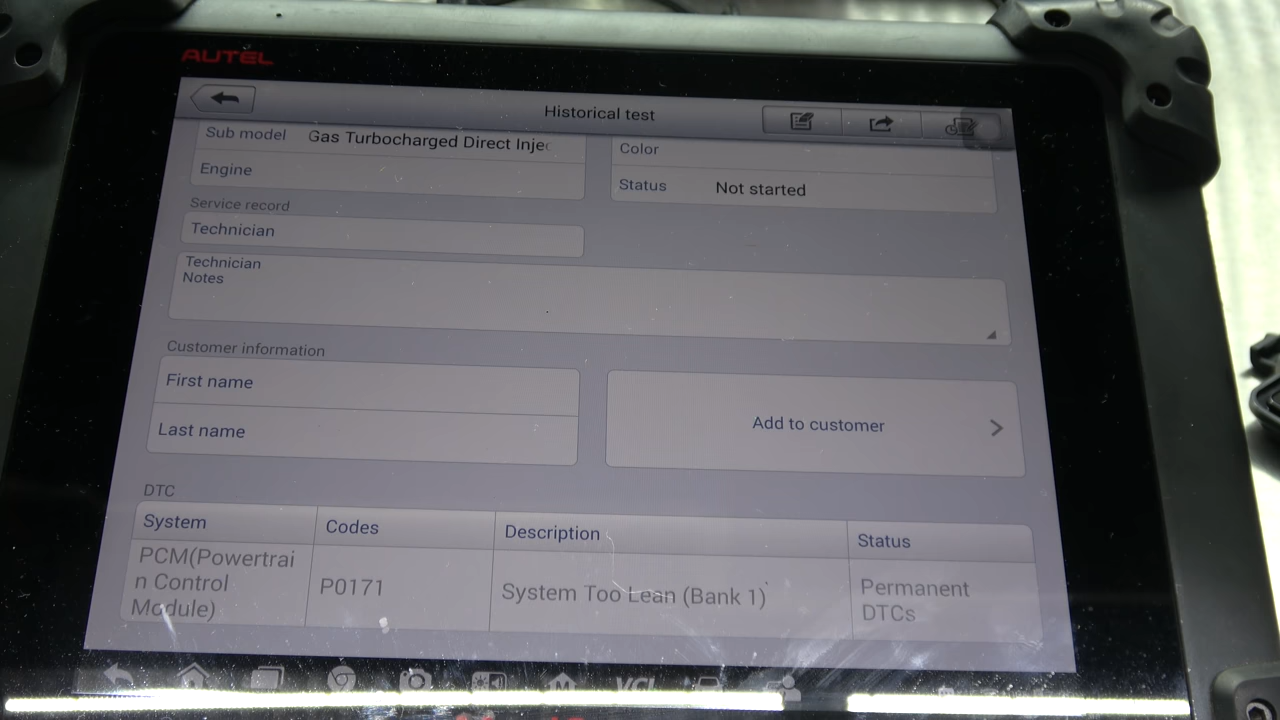 AUTEL
Historical test
Sub model Gas Turbocharged Direct Injec
Color
Engine
Status Not started
Service record
Technician
Technician
Notes
Customer information
First name
Add to customer
Last name
DTC
System Codes Description Status
PCM(Powertrai
n Control
Module)
P0171
System Too Lean (Bank 1)
Permanent
DTCs
VCI